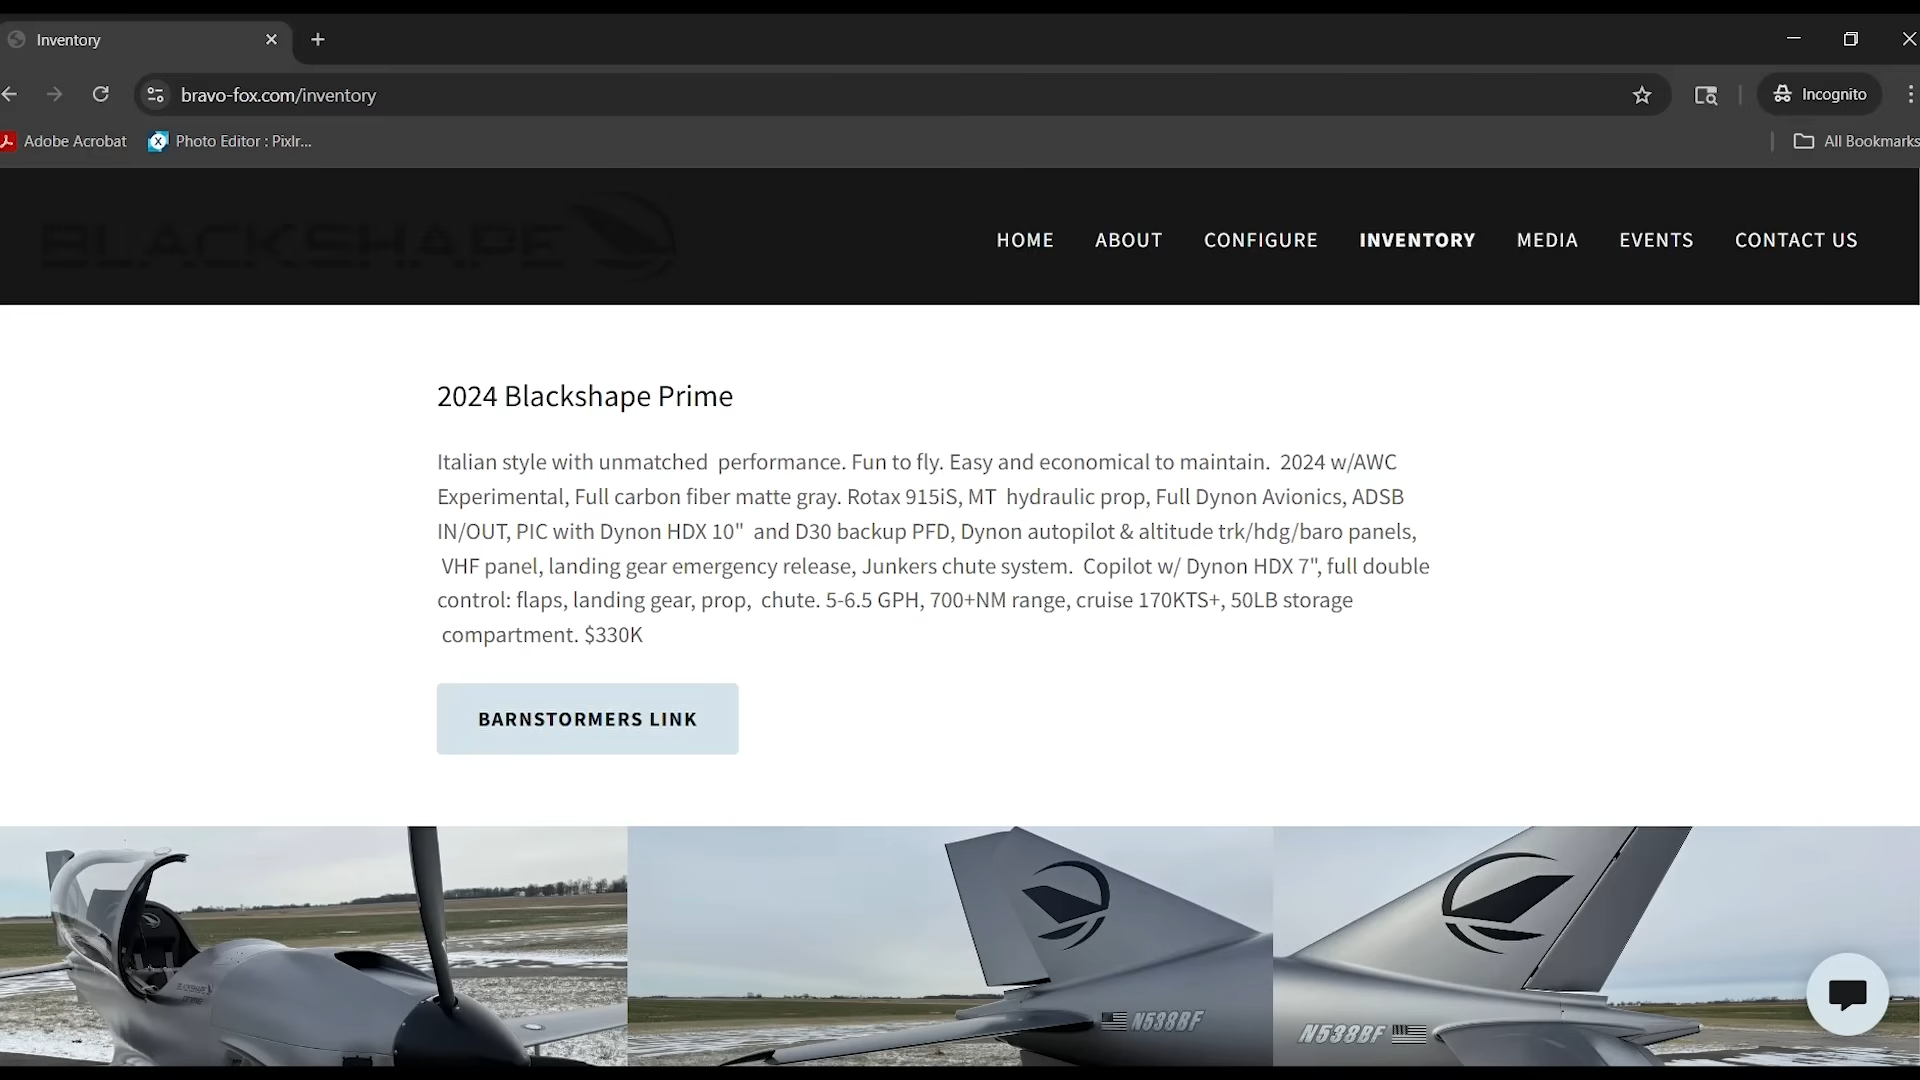 Inventory
bravo-fox.com/inventory
Incognito
Adobe Acrobat
Photo Editor : Pixlr...
All Bookmarks
BLACKSHAPE
HOME ABOUT CONFIGURE INVENTORY MEDIA EVENTS CONTACT US
2024 Blackshape Prime
Italian style with unmatched performance. Fun to fly. Easy and economical to maintain. 2024 w/AWC
Experimental, Full carbon fiber matte gray. Rotax 915iS, MT hydraulic prop, Full Dynon Avionics, ADSB
IN/OUT, PIC with Dynon HDX 10" and D30 backup PFD, Dynon autopilot & altitude trk/hdg/baro panels,
VHF panel, landing gear emergency release, Junkers chute system. Copilot w/ Dynon HDX 7", full double
control: flaps, landing gear, prop, chute. 5-6.5 GPH, 700+NM range, cruise 170KTS+, 50LB storage
compartment. $330K
BARNSTORMERS LINK
BLACKSHAPE
N538BF
N538BF